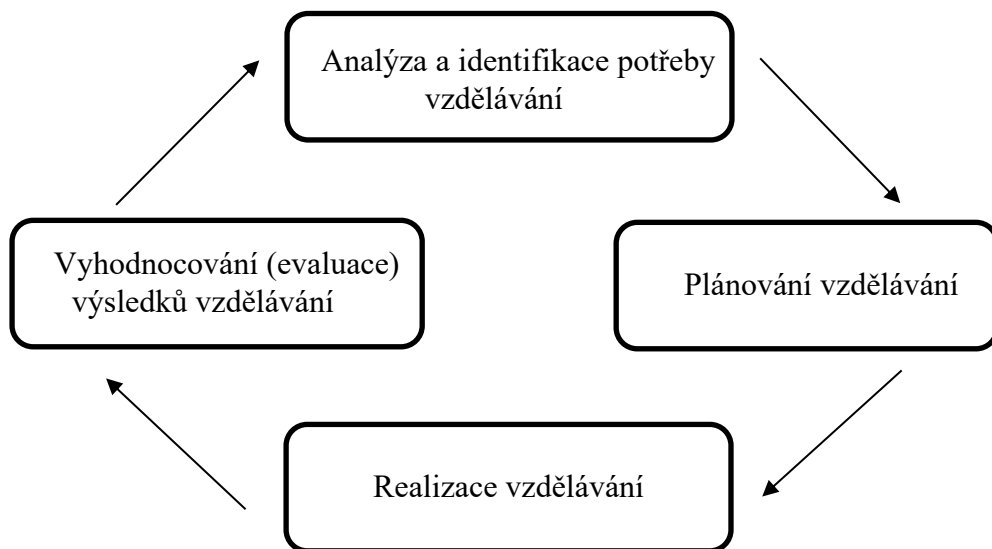 Analýza a identifikace potřeby
vzdělávání
Vyhodnocování (evaluace)
výsledků vzdělávání
Plánování vzdělávání
Realizace vzdělávání